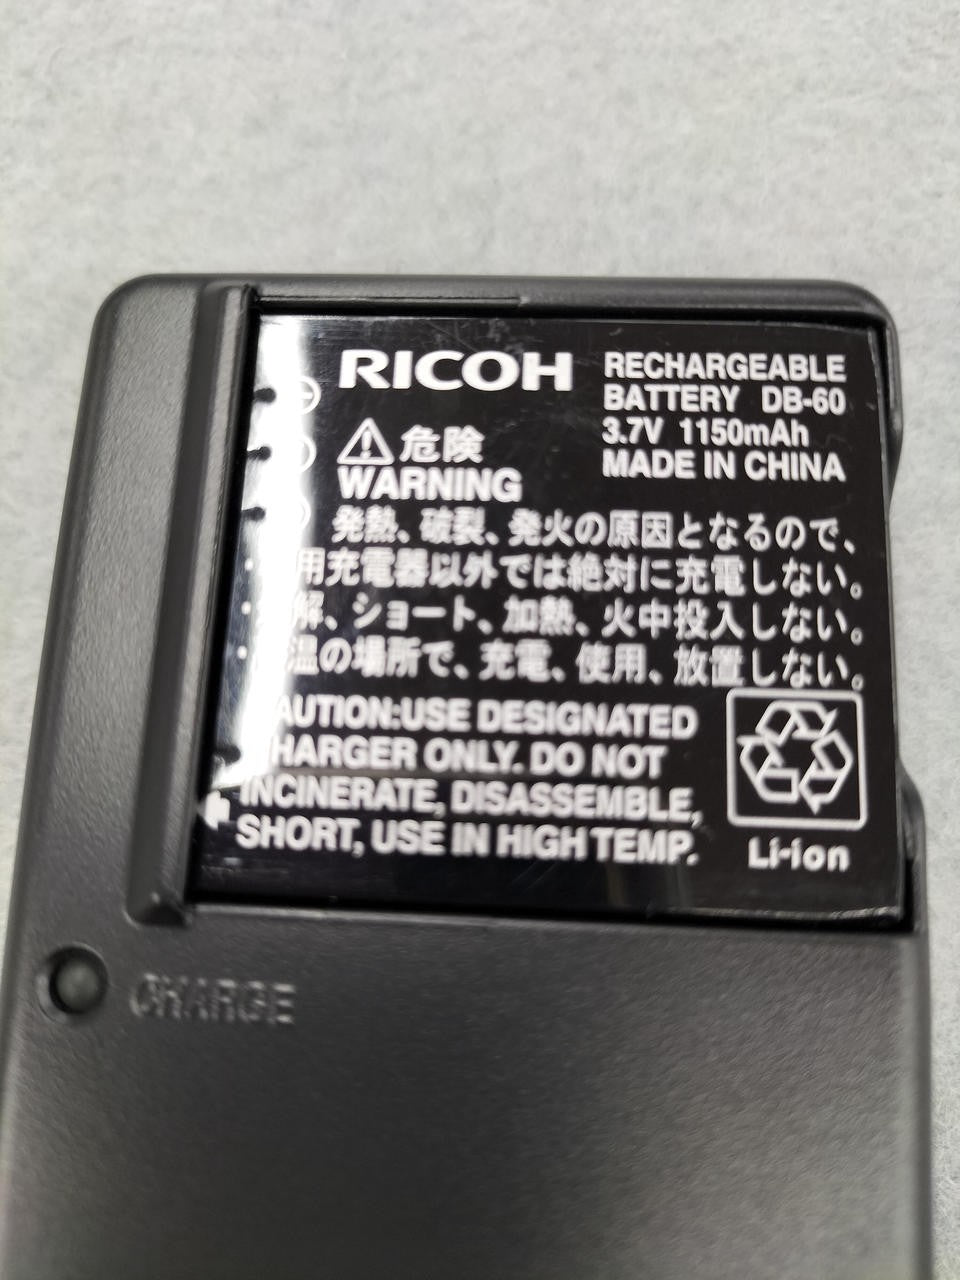 RICOH
RECHARGEABLE
BATTERY DB-60
3.7V 1150mAh
MADE IN CHINA
危険
WARNING
発熱、破裂、発火の原因となるので、
用充電器以外では絶対に充電しない。
解、ショート、加熱、火中投入しない。
温の場所で、充電、使用、放置しない。
CAUTION:USE DESIGNATED
CHARGER ONLY. DO NOT
INCINERATE, DISASSEMBLE,
SHORT, USE IN HIGH TEMP.
Li-ion
CHARGE